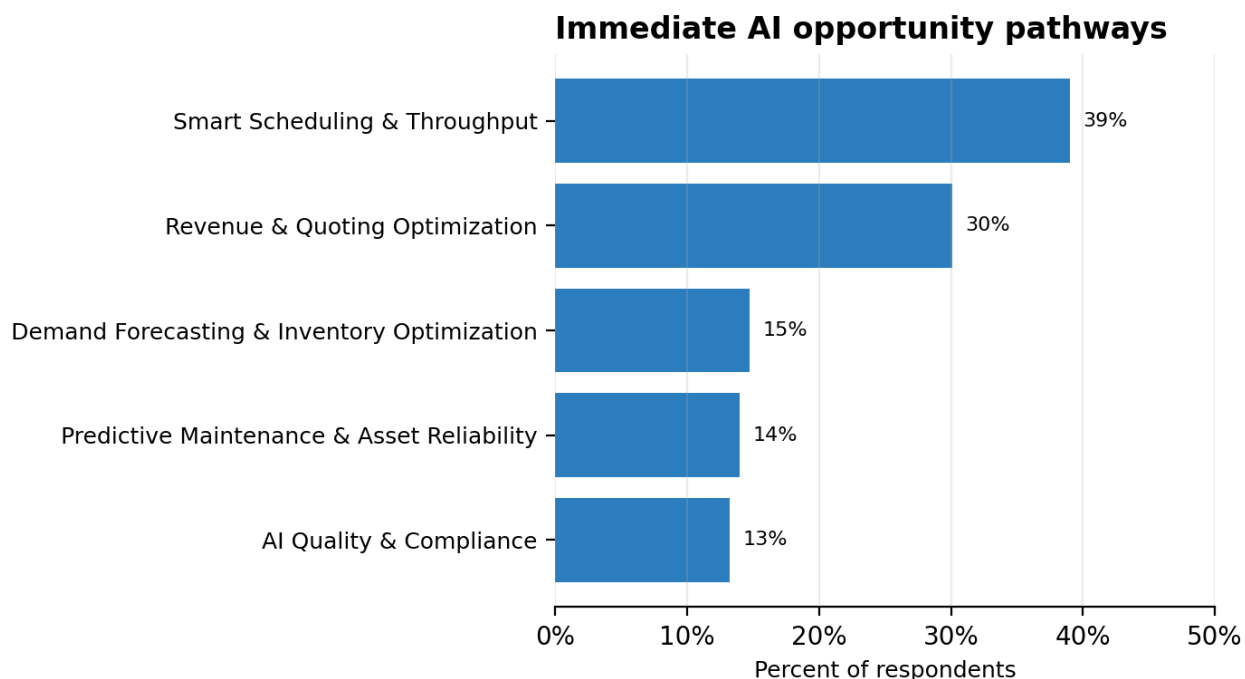 Immediate AI opportunity pathways
Smart Scheduling & Throughput
39%
Revenue & Quoting Optimization
30%
Demand Forecasting & Inventory Optimization
15%
Predictive Maintenance & Asset Reliability
14%
AI Quality & Compliance
13%
0% 10% 20% 30% 40% 50%
Percent of respondents